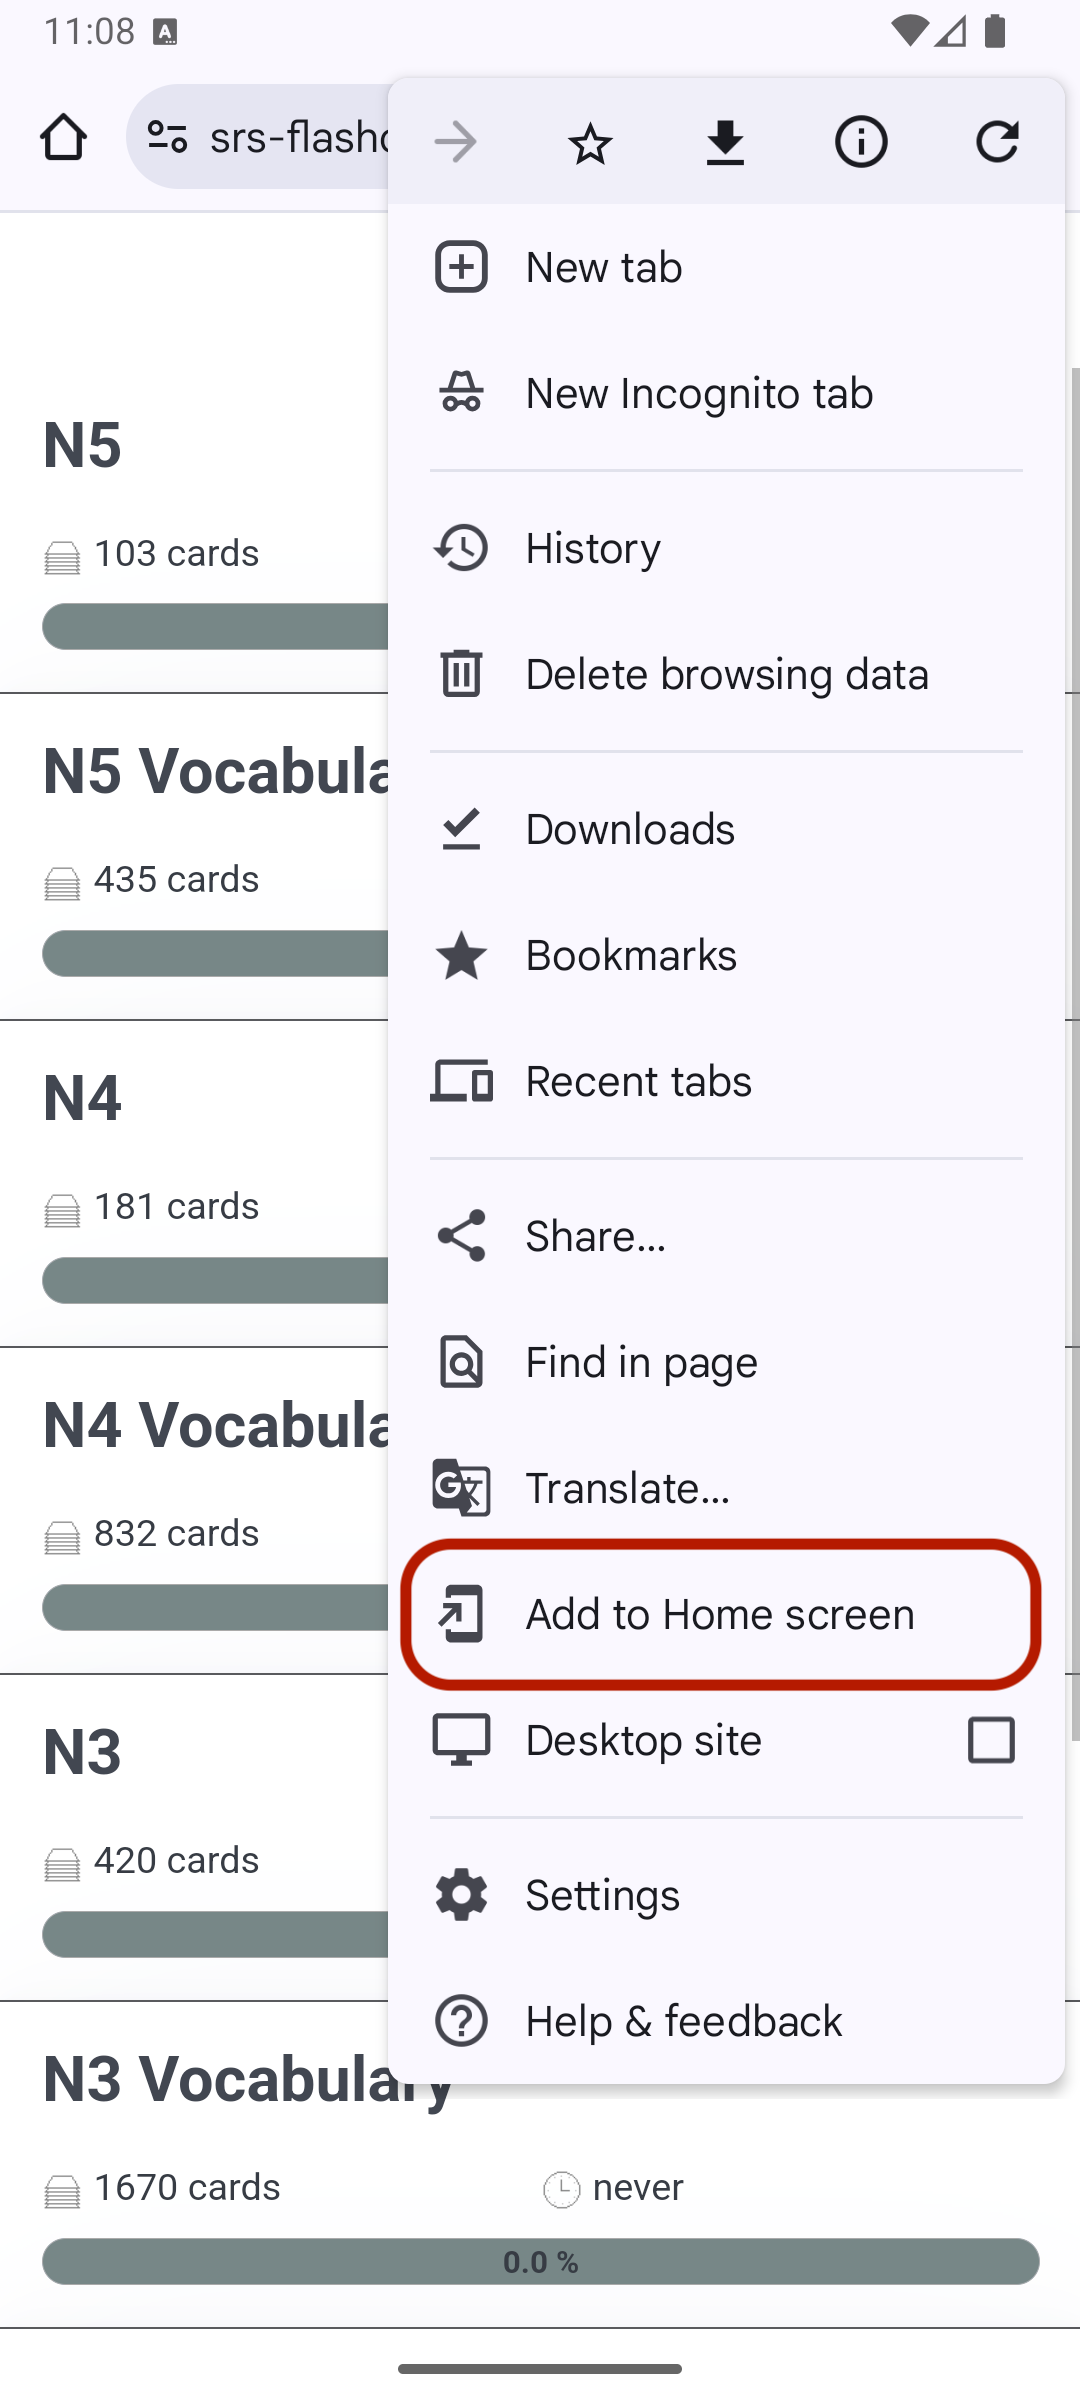 11:08
srs-flash
New tab
New Incognito tab
History
Delete browsing data
Downloads
Bookmarks
Recent tabs
Share...
Find in page
Translate...
Add to Home screen
Desktop site
Settings
Help & feedback
N5
103 cards
N5 Vocabula
435 cards
N4
181 cards
N4 Vocabula
832 cards
N3
420 cards
N3 Vocabulary
1670 cards
never
0.0 %